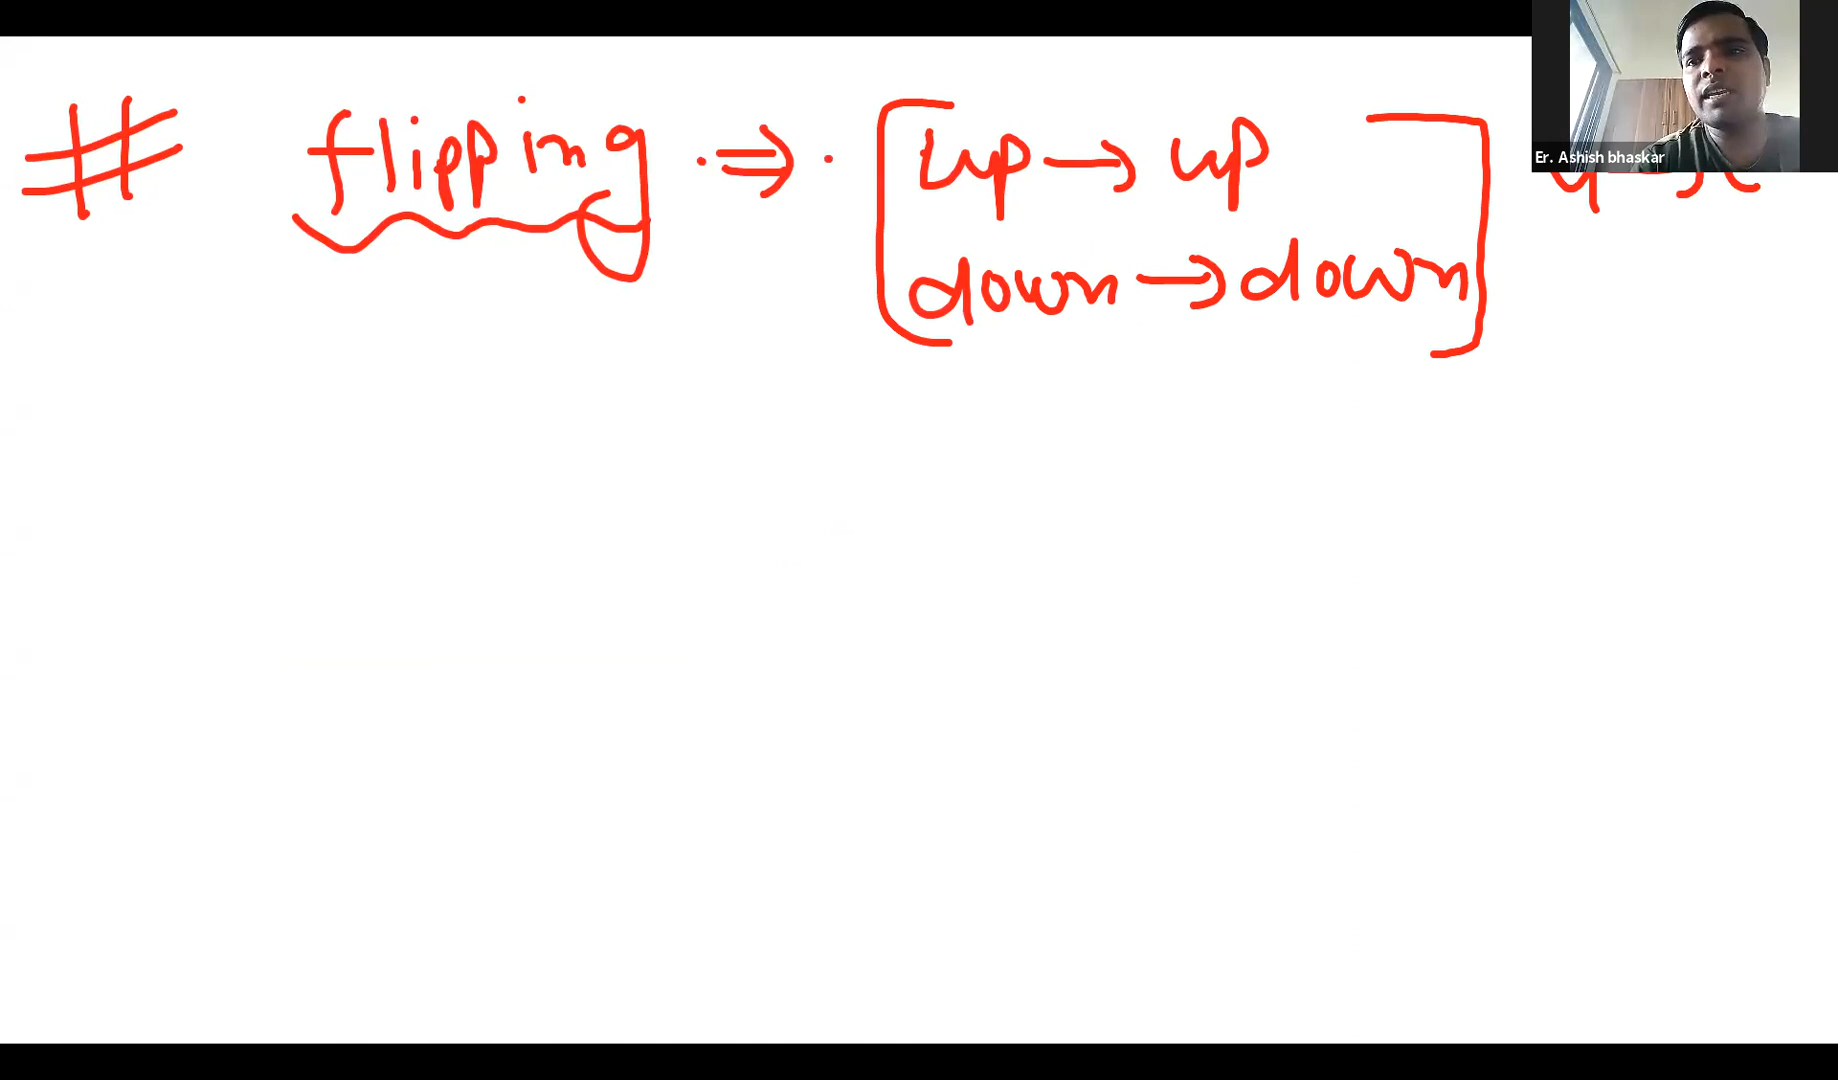 # flipping ⇒ [up → up
down → down]
Er. Ashish bhaskar